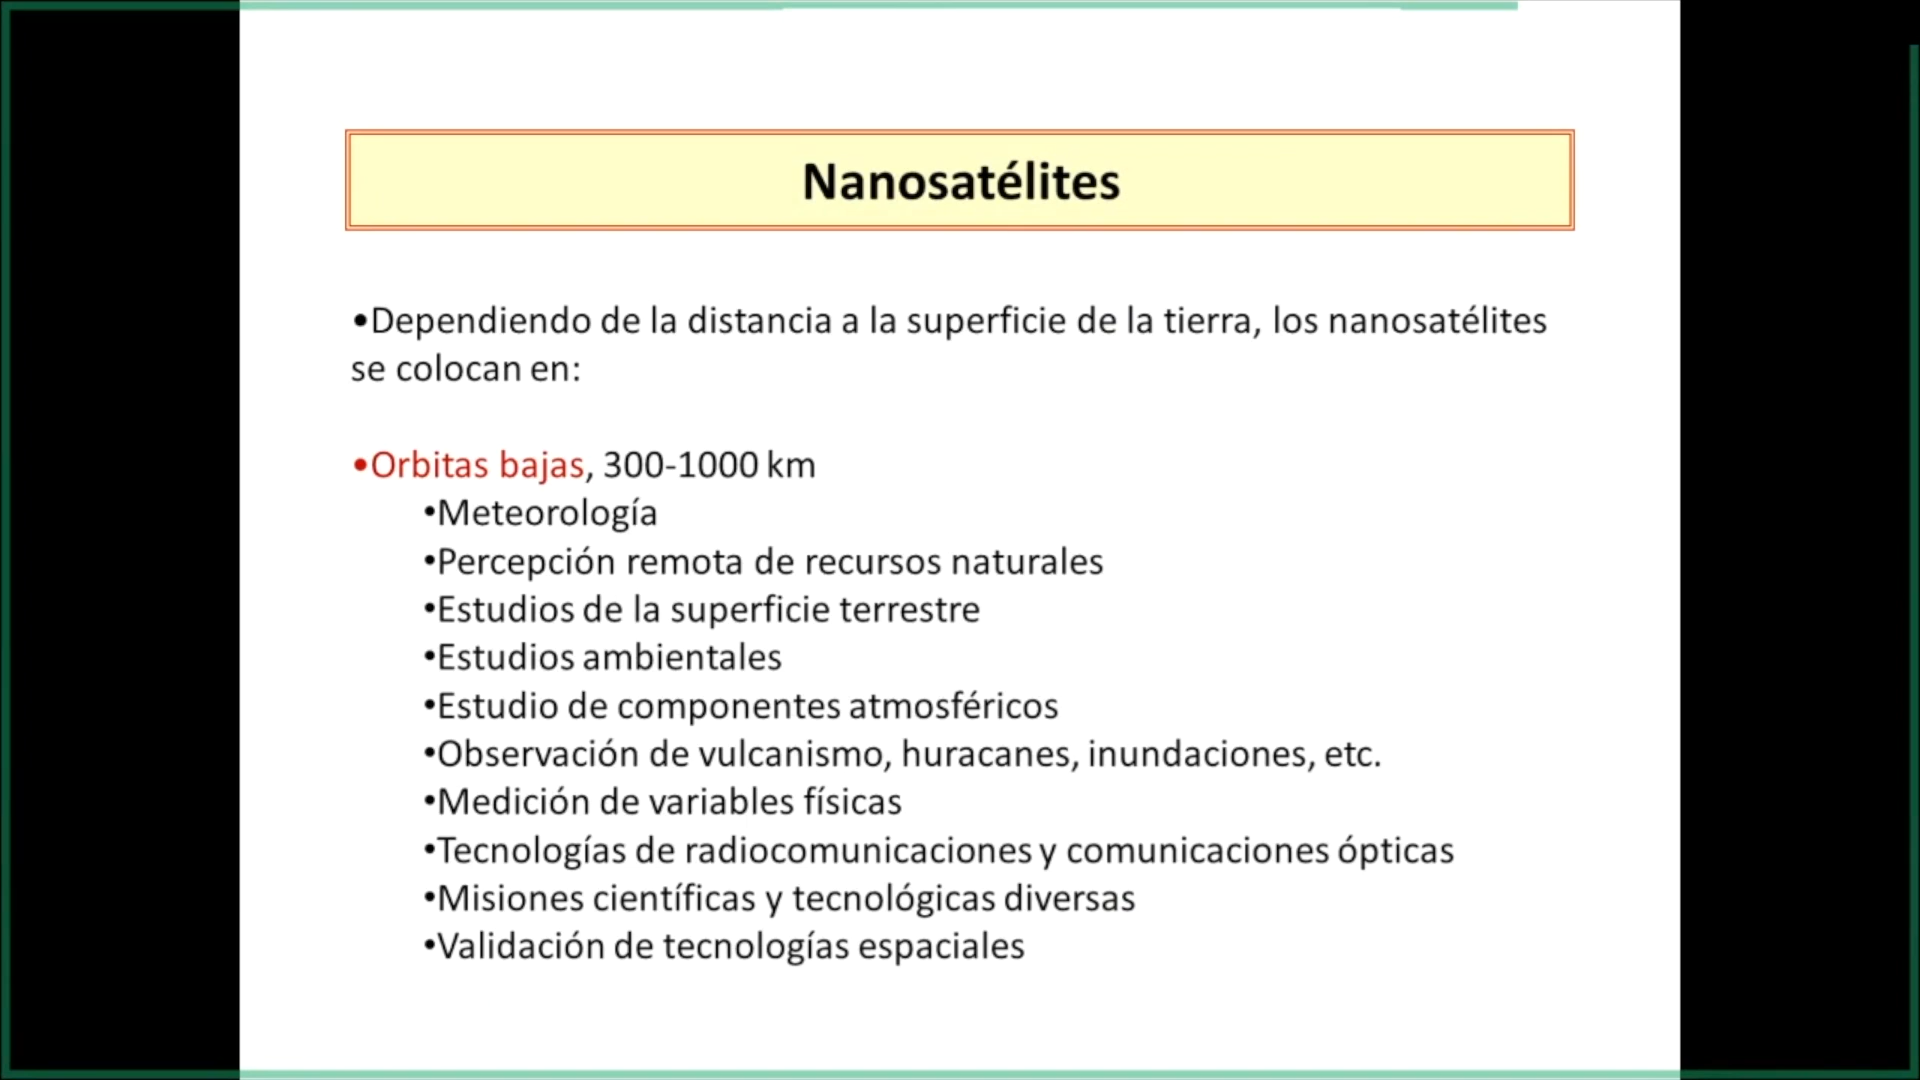 Nanosatélites
•Dependiendo de la distancia a la superficie de la tierra, los nanosatélites
se colocan en:
•Orbitas bajas, 300-1000 km
•Meteorología
•Percepción remota de recursos naturales
•Estudios de la superficie terrestre
•Estudios ambientales
•Estudio de componentes atmosféricos
•Observación de vulcanismo, huracanes, inundaciones, etc.
•Medición de variables físicas
•Tecnologías de radiocomunicaciones y comunicaciones ópticas
•Misiones científicas y tecnológicas diversas
•Validación de tecnologías espaciales